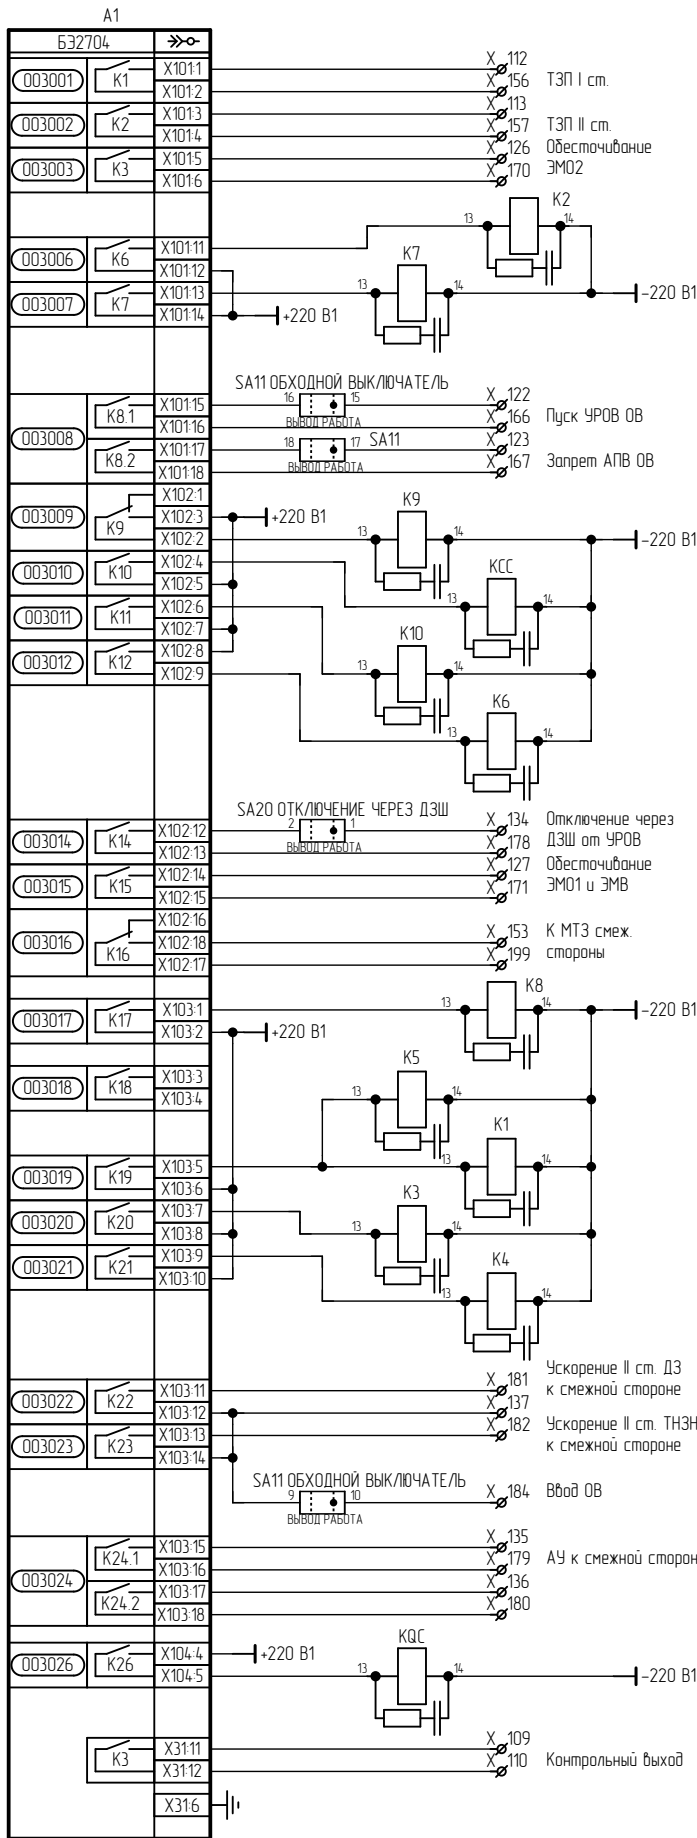 A1
БЭ2704
003001 K1 X101:1 X 112
X101:2 X 156 ТЗП I ст.
003002 K2 X101:3 X 113
X101:4 X 157 ТЗП II ст.
003003 K3 X101:5 X 126 Обесточивание
X101:6 X 170 ЭМО2
K2
003006 K6 X101:11 13 14
X101:12 K7
003007 K7 X101:13 13 14 -220 В1
X101:14 +220 В1
SA11 ОБХОДНОЙ ВЫКЛЮЧАТЕЛЬ
003008 K8.1 X101:15 16 15 X 122
X101:16 ВЫВОД РАБОТА X 166 Пуск УРОВ ОВ
K8.2 X101:17 18 17 SA11 X 123
X101:18 ВЫВОД РАБОТА X 167 Запрет АПВ ОВ
X102:1 K9
003009 K9 X102:3 +220 В1
X102:2 13 14 -220 В1
003010 K10 X102:4 KCC
X102:5 13 14
003011 K11 X102:6
X102:7 K10
003012 K12 X102:8
X102:9 13 14
K6
13 14
SA20 ОТКЛЮЧЕНИЕ ЧЕРЕЗ ДЗШ
003014 K14 X102:12 2 1 X 134 Отключение через
X102:13 ВЫВОД РАБОТА X 178 ДЗШ от УРОВ
003015 K15 X102:14 X 127 Обесточивание
X102:15 X 171 ЭМО1 и ЭМВ
X102:16
003016 K16 X102:18 X 153 К МТЗ смеж.
X102:17 X 199 стороны
K8
003017 K17 X103:1 13 14 -220 В1
X103:2 +220 В1
003018 K18 X103:3 K5
X103:4 13 14
K1
003019 K19 X103:5 13 14
X103:6
003020 K20 X103:7 K3
X103:8 13 14
003021 K21 X103:9 K4
X103:10
13 14
Ускорение II ст. ДЗ
003022 K22 X103:11 X 181 к смежной стороне
X103:12 X 137
003023 K23 X103:13 X 182 Ускорение II ст. ТНЗН
X103:14 к смежной стороне
SA11 ОБХОДНОЙ ВЫКЛЮЧАТЕЛЬ
9 10 X 184 Ввод ОВ
ВЫВОД РАБОТА
003024 K24.1 X103:15 X 135
X103:16 X 179 АУ к смежной сторон
K24.2 X103:17 X 136
X103:18 X 180
KQC
003026 K26 X104:4 +220 В1
X104:5 13 14 -220 В1
K3 X31:11 X 109
X31:12 X 110 Контрольный выход
X31:6